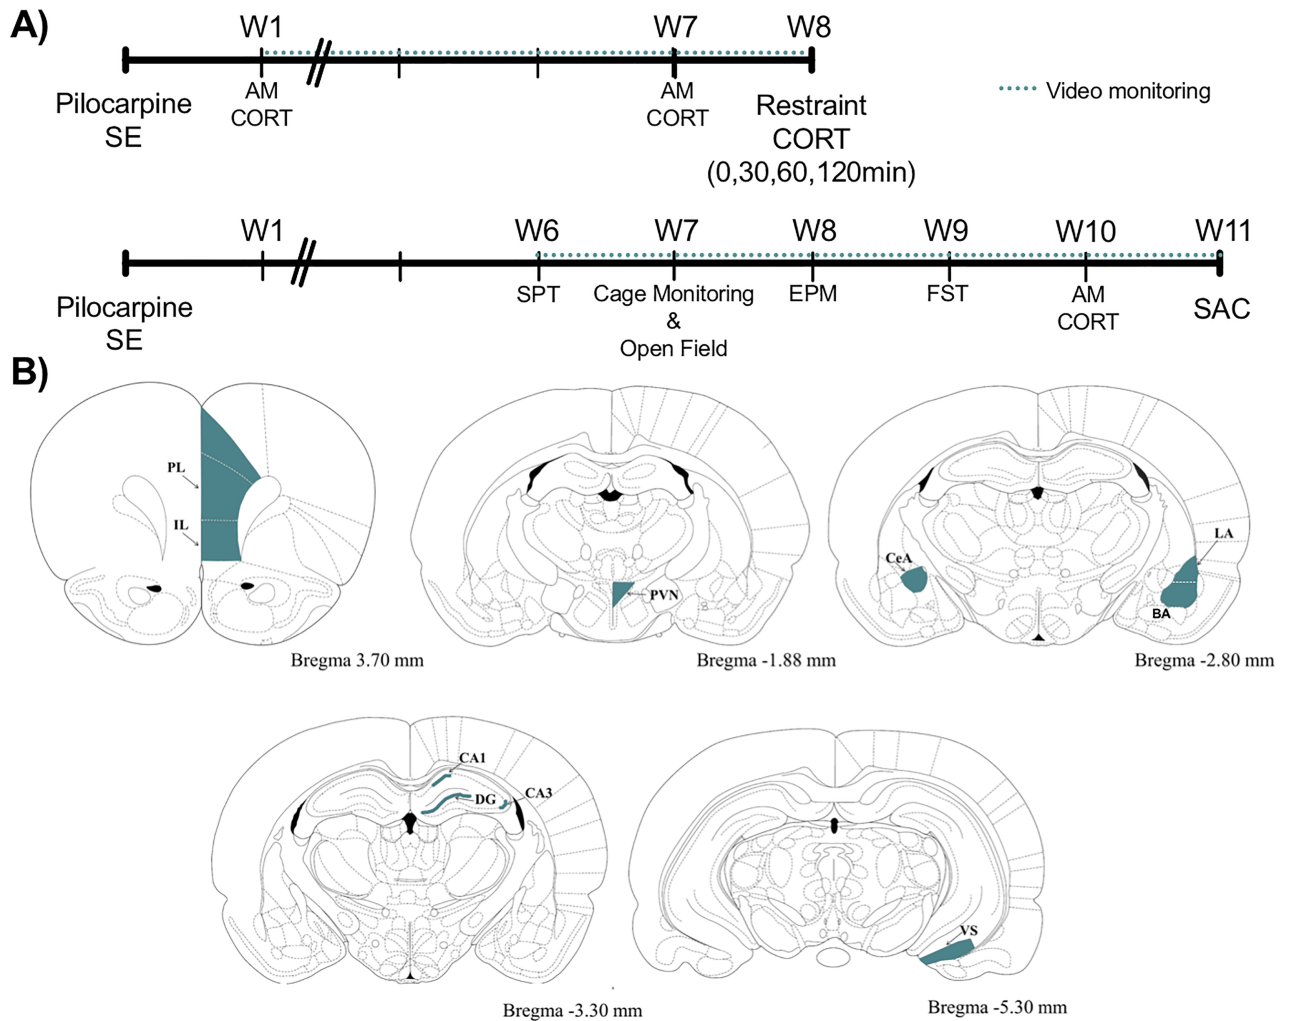 A)
W1
W7
W8
AM
CORT
AM
CORT
Pilocarpine
SE
Restraint
CORT
(0,30,60,120min)
Video monitoring
W1
W6
W7
W8
W9
W10
W11
Pilocarpine
SE
SPT
Cage Monitoring
&
Open Field
EPM
FST
AM
CORT
SAC
B)
PL
IL
Bregma 3.70 mm
PVN
Bregma -1.88 mm
CeA
LA
BA
Bregma -2.80 mm
CA1
DG
CA3
Bregma -3.30 mm
VS
Bregma -5.30 mm